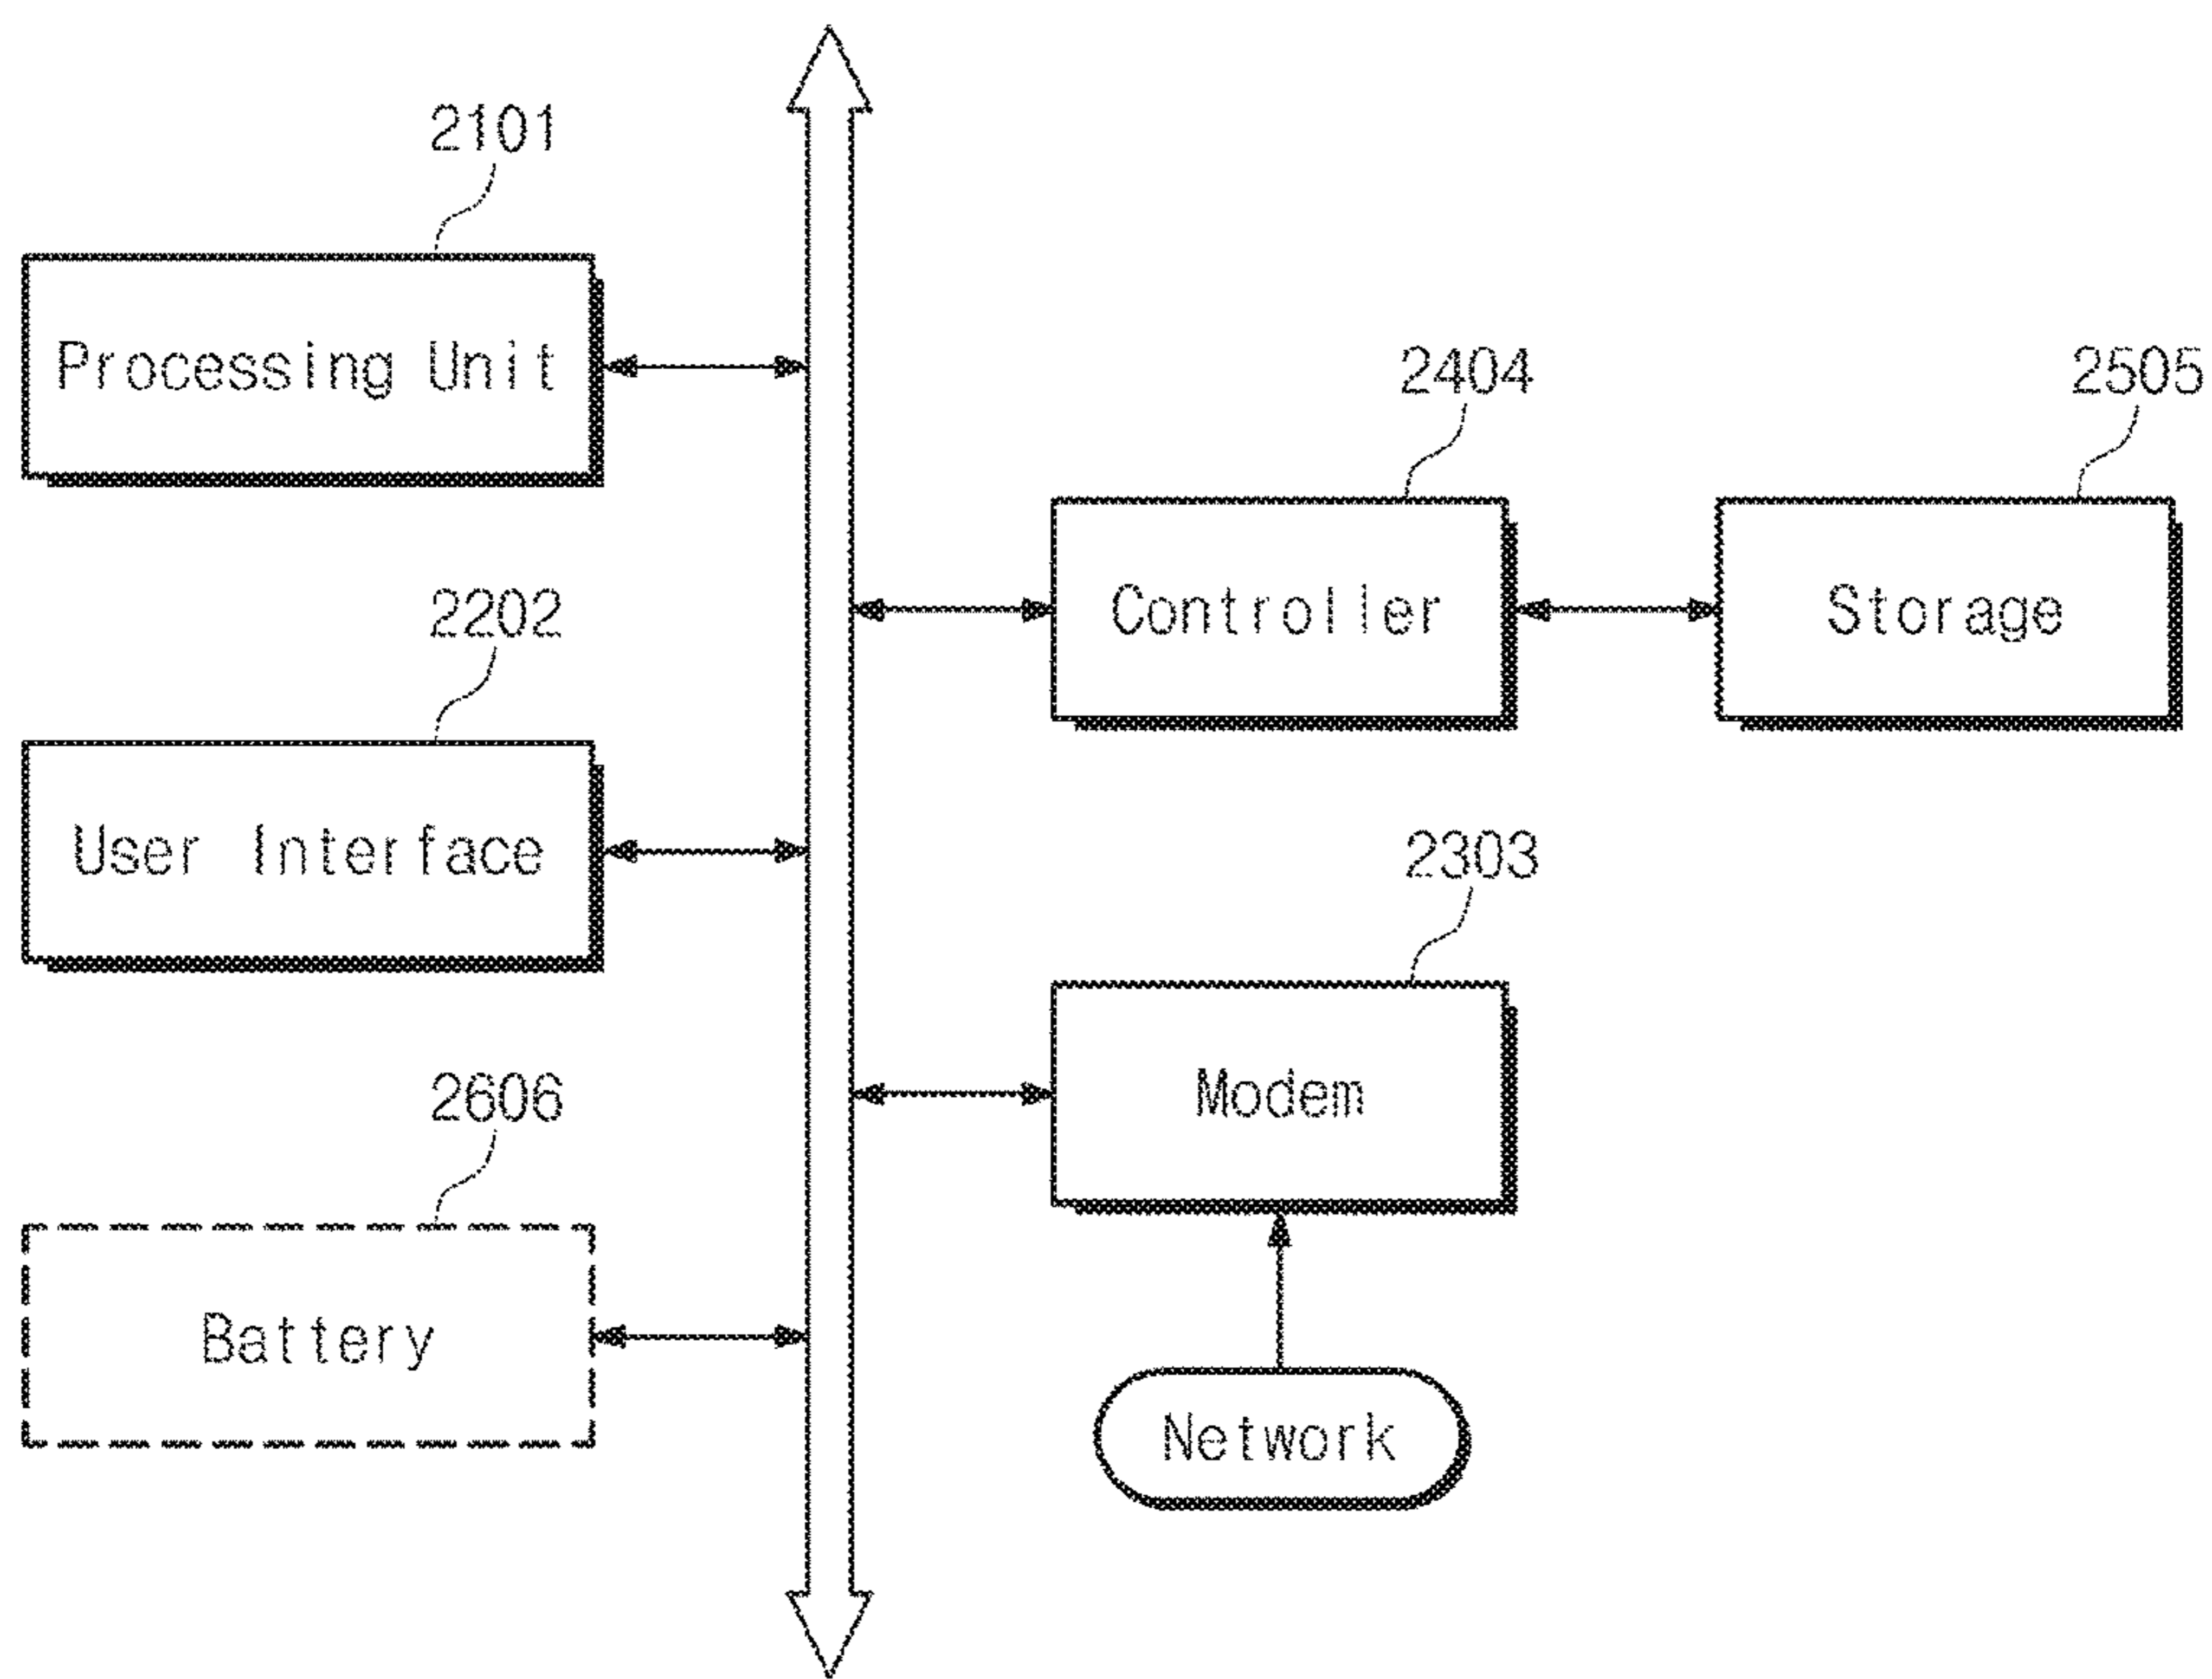 2101
Processing Unit
2404
2505
Controller
Storage
2202
User Interface
2303
Modem
2606
Battery
Network